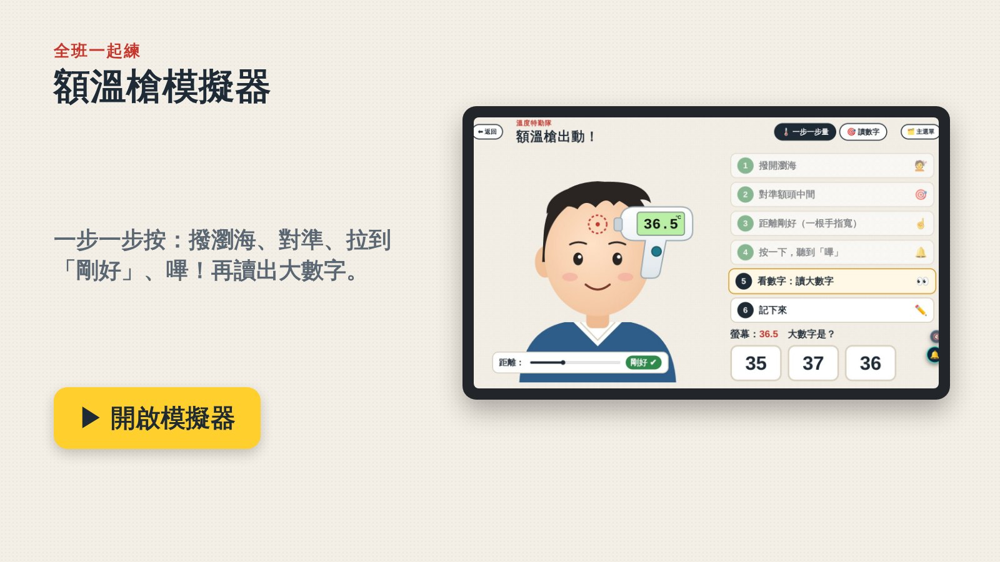 全班一起練
額溫槍模擬器
一步一步按：撥瀏海、對準、拉到
「剛好」、嗶！再讀出大數字。
▶ 開啟模擬器
⬅ 返回
溫度特勤隊
額溫槍出動！
🌡️ 一步一步量
🎯 讀數字
🗂️ 主選單
36.5 °C
1 撥開瀏海
2 對準額頭中間
3 距離剛好（一根手指寬）
4 按一下，聽到「嗶」
5 看數字：讀大數字
6 記下來
距離： 剛好 ✔
螢幕：36.5 大數字是？
35 37 36